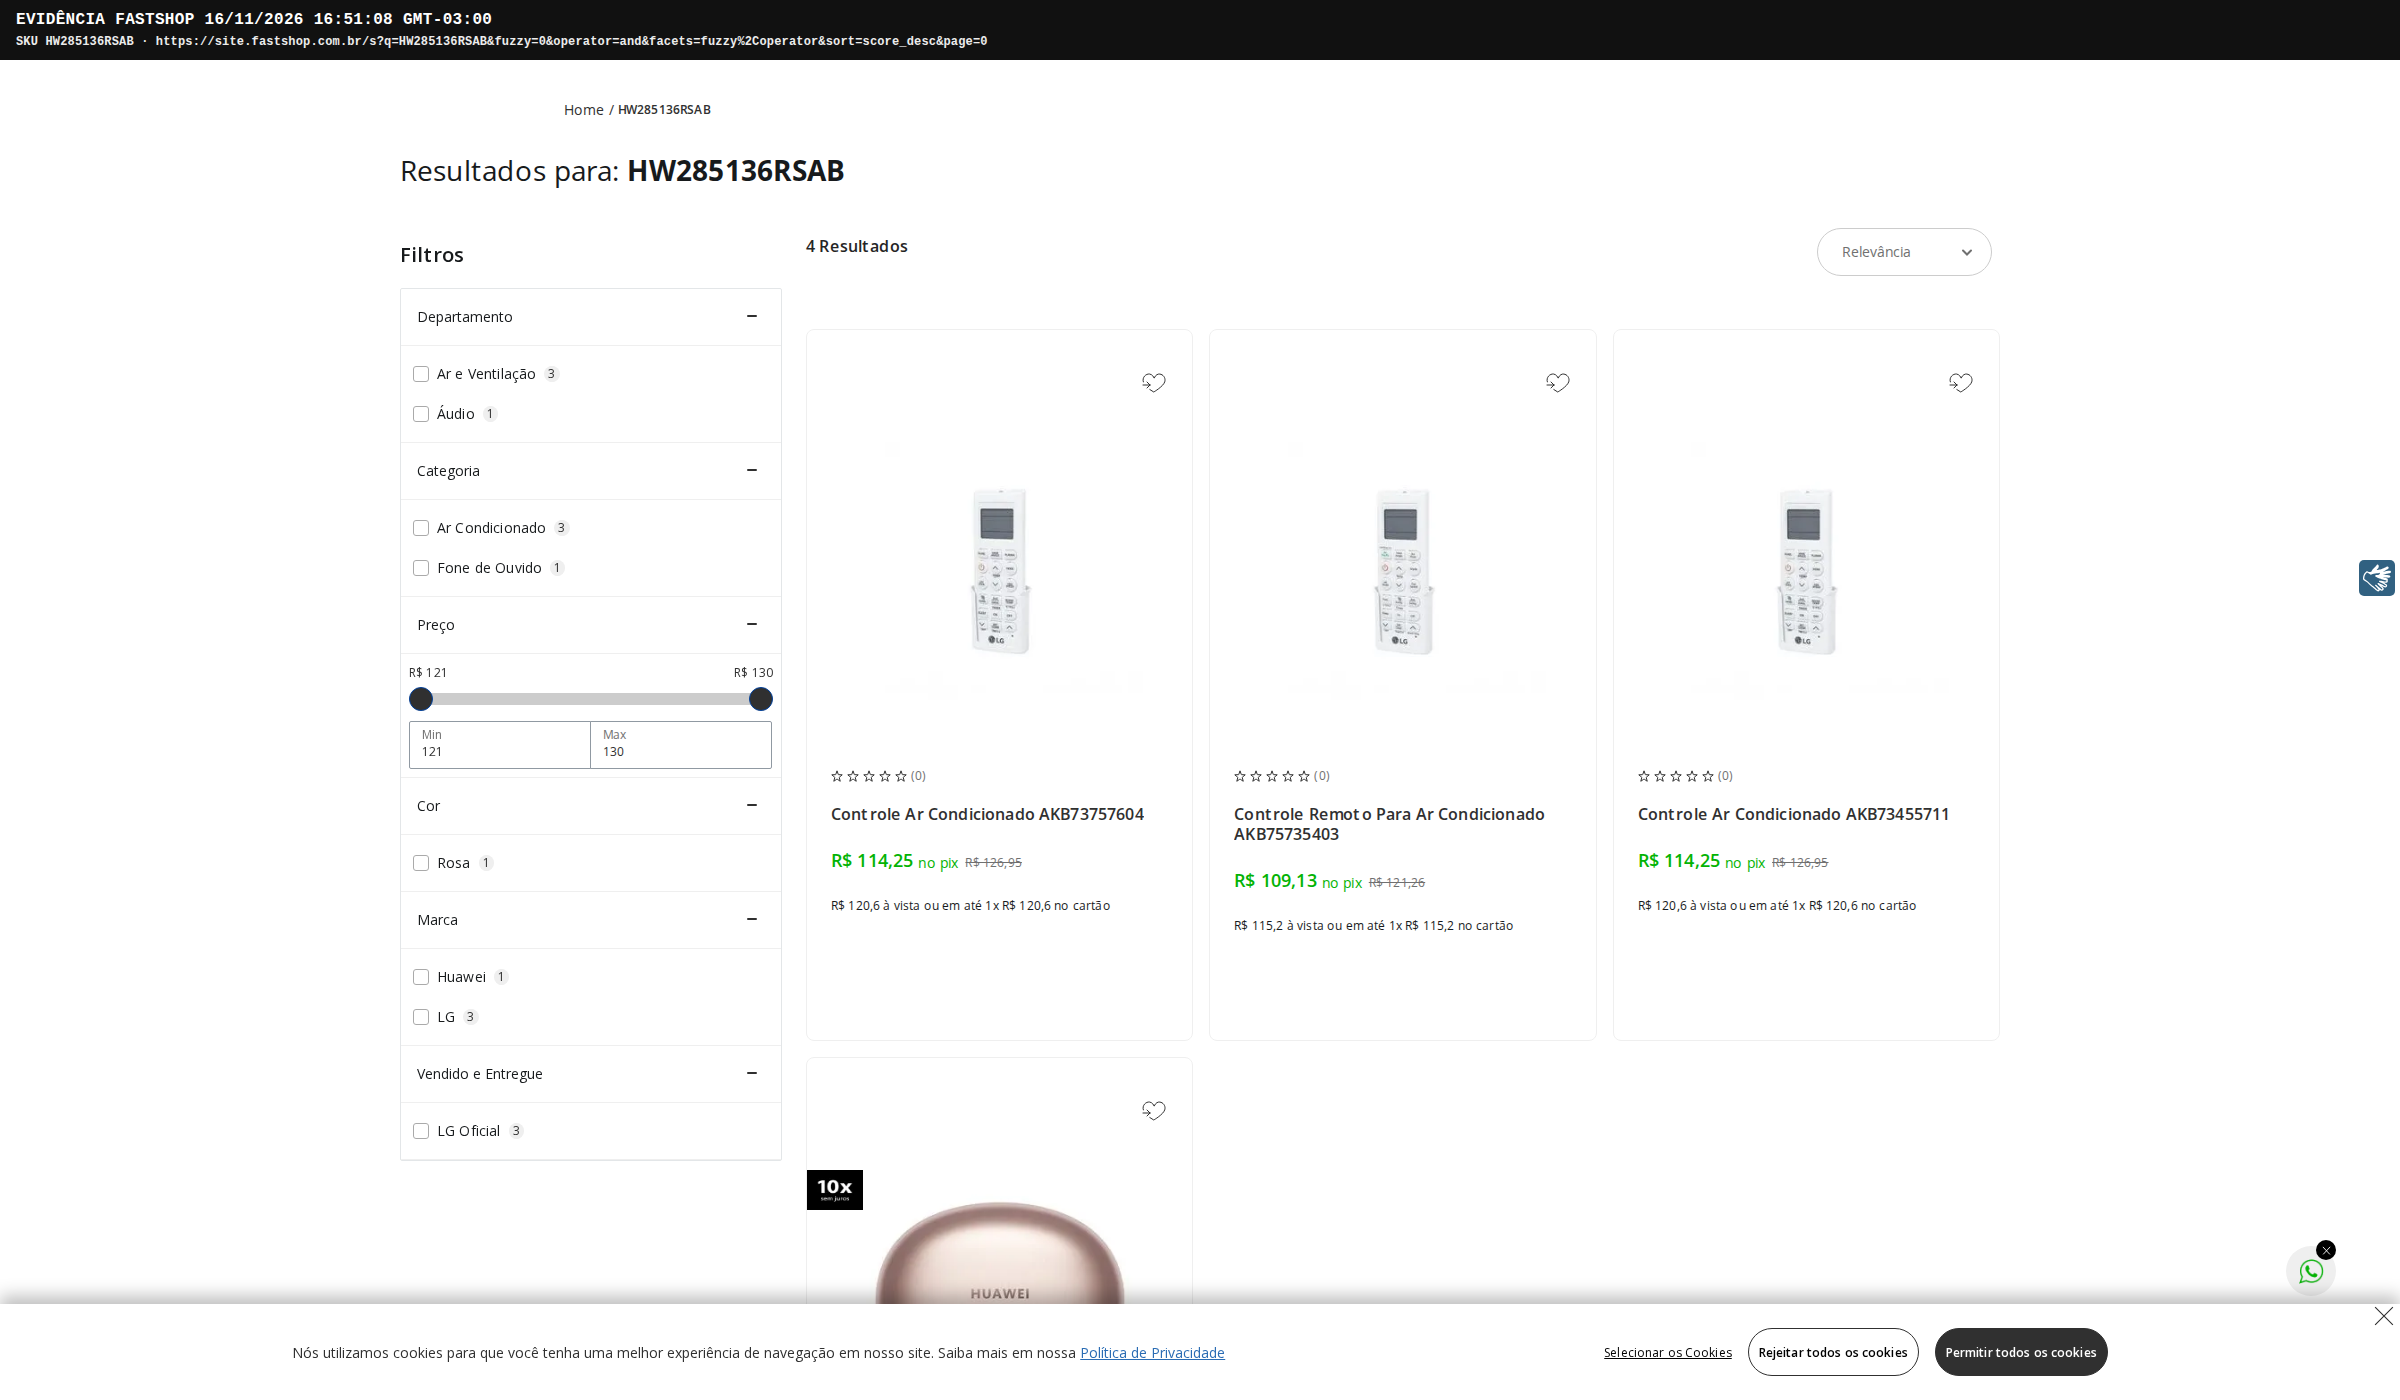 EVIDÊNCIA FASTSHOP 16/11/2026 16:51:08 GMT-03:00
SKU HW285136RSAB · https://site.fastshop.com.br/s?q=HW285136RSAB&fuzzy=0&operator=and&facets=fuzzy%2Coperator&sort=score_desc&page=0
Home / HW285136RSAB
Resultados para: HW285136RSAB
Filtros
4 Resultados
Relevância
Departamento
Ar e Ventilação 3
Áudio 1
Categoria
Ar Condicionado 3
Fone de Ouvido 1
Preço
R$ 121
R$ 130
Min
121
Max
130
Cor
Rosa 1
Marca
Huawei 1
LG 3
Vendido e Entregue
LG Oficial 3
LG
(0)
Controle Ar Condicionado AKB73757604
R$ 114,25 no pix R$ 126,95
R$ 120,6 à vista ou em até 1x R$ 120,6 no cartão
LG
(0)
Controle Remoto Para Ar Condicionado
AKB75735403
R$ 109,13 no pix R$ 121,26
R$ 115,2 à vista ou em até 1x R$ 115,2 no cartão
LG
(0)
Controle Ar Condicionado AKB73455711
R$ 114,25 no pix R$ 126,95
R$ 120,6 à vista ou em até 1x R$ 120,6 no cartão
10x
sem juros
HUAWEI
Nós utilizamos cookies para que você tenha uma melhor experiência de navegação em nosso site. Saiba mais em nossa Política de Privacidade
Selecionar os Cookies
Rejeitar todos os cookies
Permitir todos os cookies